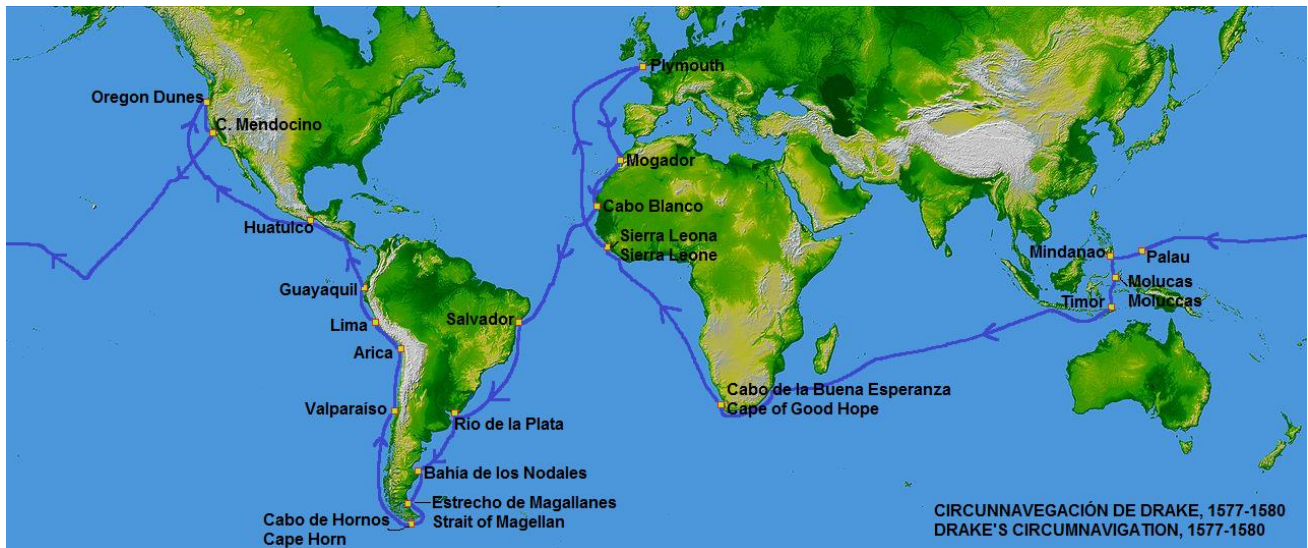 Plymouth
Oregon Dunes
C. Mendocino
Mogador
Cabo Blanco
Huatulco
Sierra Leona
Sierra Leone
Mindanao
Palau
Guayaquil
Molucas
Moluccas
Timor
Lima
Salvador
Arica
Cabo de la Buena Esperanza
Cape of Good Hope
Valparaíso
Rio de la Plata
Bahia de los Nodales
Estrecho de Magallanes
Strait of Magellan
Cabo de Hornos
Cape Horn
CIRCUNNAVEGACIÓN DE DRAKE, 1577-1580
DRAKE'S CIRCUMNAVIGATION, 1577-1580